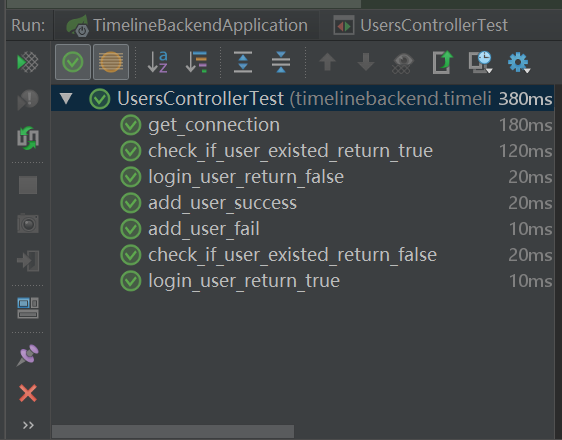 Run: TimelineBackendApplication UsersControllerTest
UsersControllerTest (timelinebackend.timeli 380ms
get_connection 180ms
check_if_user_existed_return_true 120ms
login_user_return_false 20ms
add_user_success 20ms
add_user_fail 10ms
check_if_user_existed_return_false 20ms
login_user_return_true 10ms